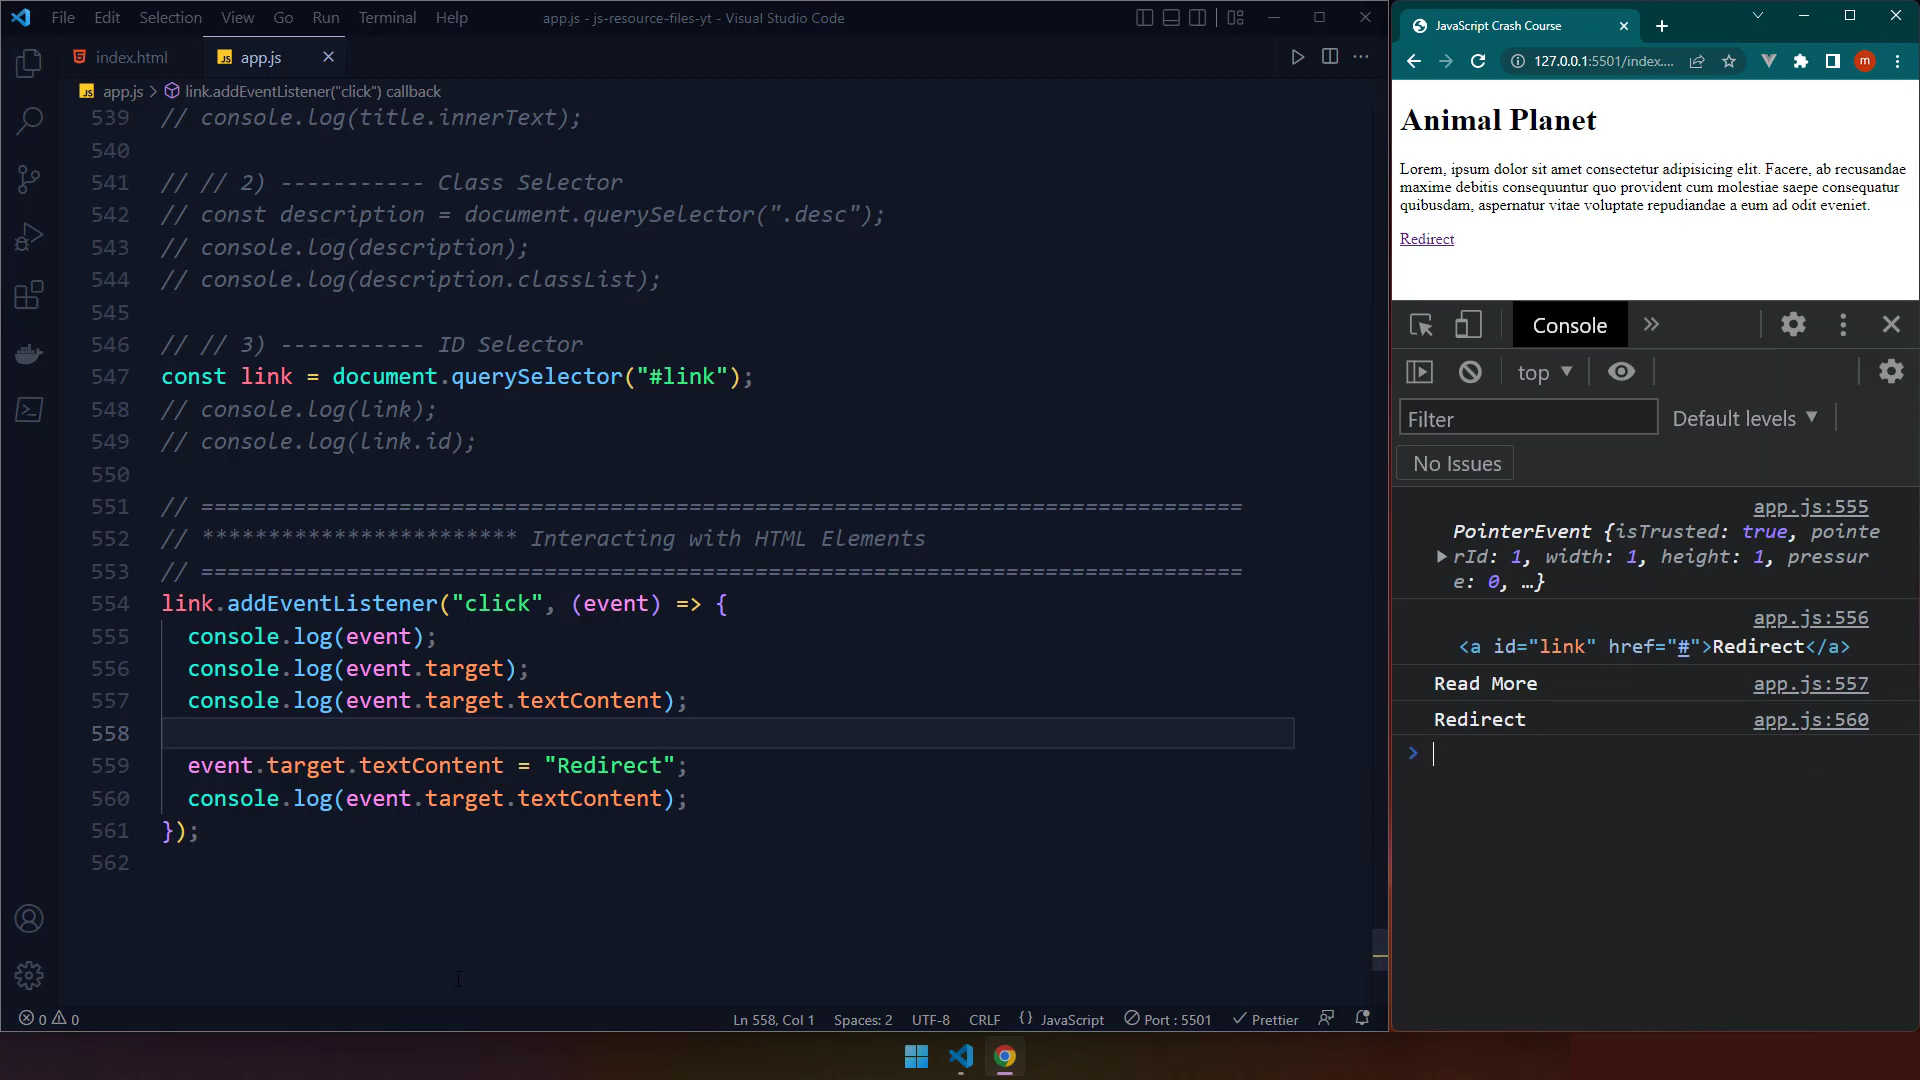 File Edit Selection View Go Run Terminal Help
app.js - js-resource-files-yt - Visual Studio Code
index.html
JS app.js
JS app.js > link.addEventListener("click") callback
539 // console.log(title.innerText);
540
541 // // 2) ----------- Class Selector
542 // const description = document.querySelector(".desc");
543 // console.log(description);
544 // console.log(description.classList);
545
546 // // 3) ----------- ID Selector
547 const link = document.querySelector("#link");
548 // console.log(link);
549 // console.log(link.id);
550
551 // ===============================================================================
552 // ************************ Interacting with HTML Elements
553 // ===============================================================================
554 link.addEventListener("click", (event) => {
555 console.log(event);
556 console.log(event.target);
557 console.log(event.target.textContent);
558
559 event.target.textContent = "Redirect";
560 console.log(event.target.textContent);
561 });
562
0 0
Ln 558, Col 1 Spaces: 2 UTF-8 CRLF {} JavaScript Port : 5501 Prettier
JavaScript Crash Course
127.0.0.1:5501/index....
m
Animal Planet
Lorem, ipsum dolor sit amet consectetur adipisicing elit. Facere, ab recusandae
maxime debitis consequuntur quo provident cum molestiae saepe consequatur
quibusdam, aspernatur vitae voluptate repudiandae a eum ad odit eveniet.
Redirect
Console
top
Filter
Default levels
No Issues
app.js:555
PointerEvent {isTrusted: true, pointe
rId: 1, width: 1, height: 1, pressur
e: 0, …}
app.js:556
<a id="link" href="#">Redirect</a>
Read More app.js:557
Redirect app.js:560
>